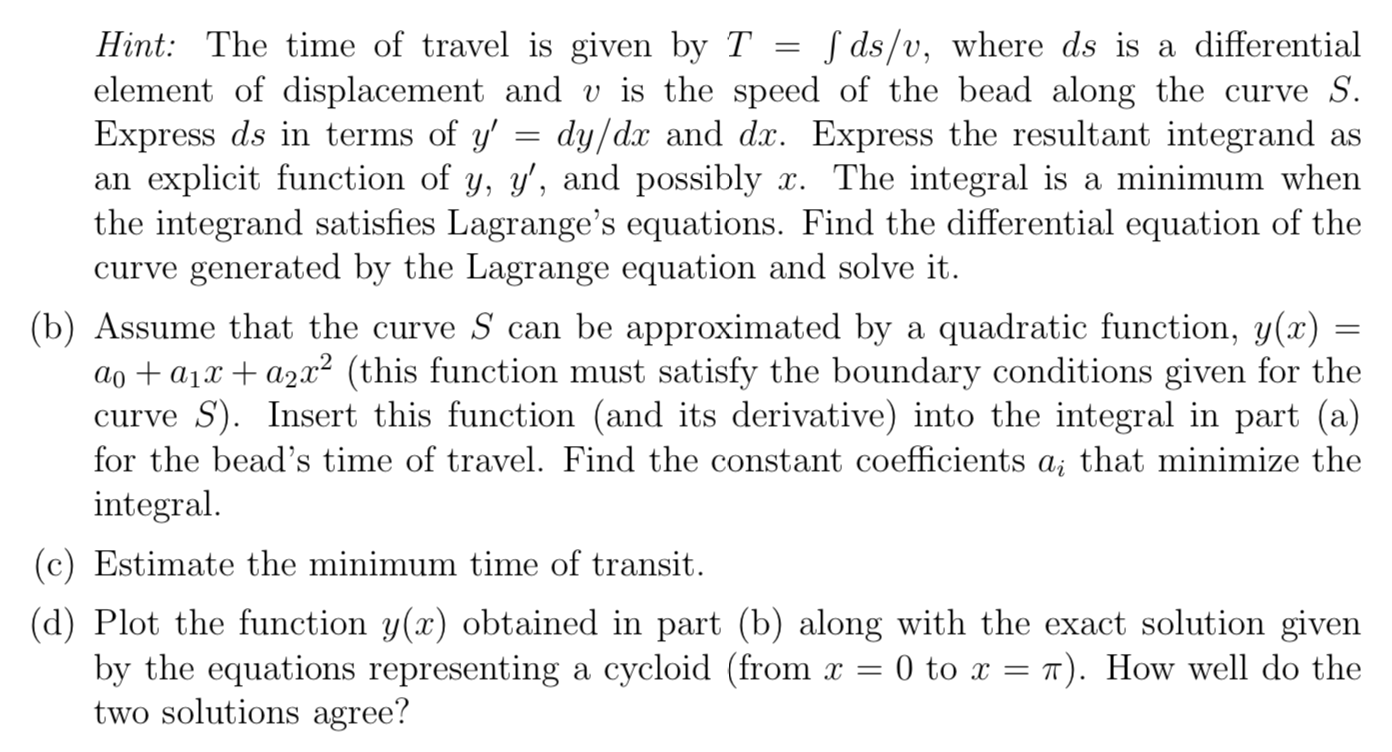 Hint: The time of travel is given by T = ∫ ds/v, where ds is a differential
element of displacement and v is the speed of the bead along the curve S.
Express ds in terms of y′ = dy/dx and dx. Express the resultant integrand as
an explicit function of y, y′, and possibly x. The integral is a minimum when
the integrand satisfies Lagrange's equations. Find the differential equation of the
curve generated by the Lagrange equation and solve it.
(b) Assume that the curve S can be approximated by a quadratic function, y(x) =
a₀ + a₁x + a₂x² (this function must satisfy the boundary conditions given for the
curve S). Insert this function (and its derivative) into the integral in part (a)
for the bead's time of travel. Find the constant coefficients aᵢ that minimize the
integral.
(c) Estimate the minimum time of transit.
(d) Plot the function y(x) obtained in part (b) along with the exact solution given
by the equations representing a cycloid (from x = 0 to x = π). How well do the
two solutions agree?